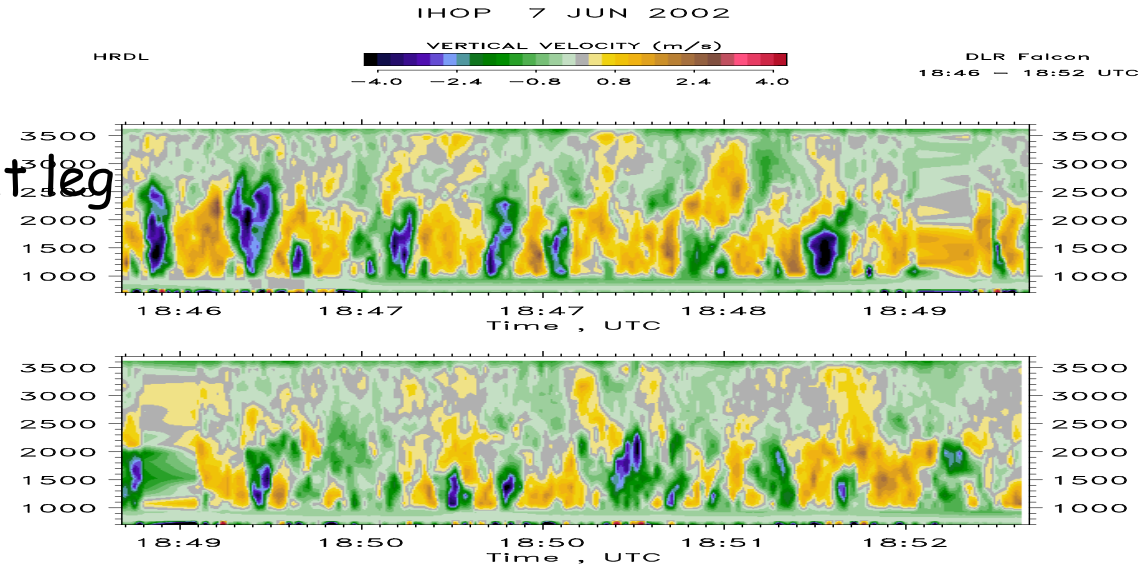 IHOP 7 JUN 2002
HRDL
VERTICAL VELOCITY (m/s)
DLR Falcon
-4.0 -2.4 -0.8 0.8 2.4 4.0
18:46 - 18:52 UTC
3500 3500
3000 3000
t leg
2500 2500
2000 2000
1500 1500
1000 1000
18:46 18:47 18:47 18:48 18:49
Time , UTC
3500 3500
3000 3000
2500 2500
2000 2000
1500 1500
1000 1000
18:49 18:50 18:50 18:51 18:52
Time , UTC